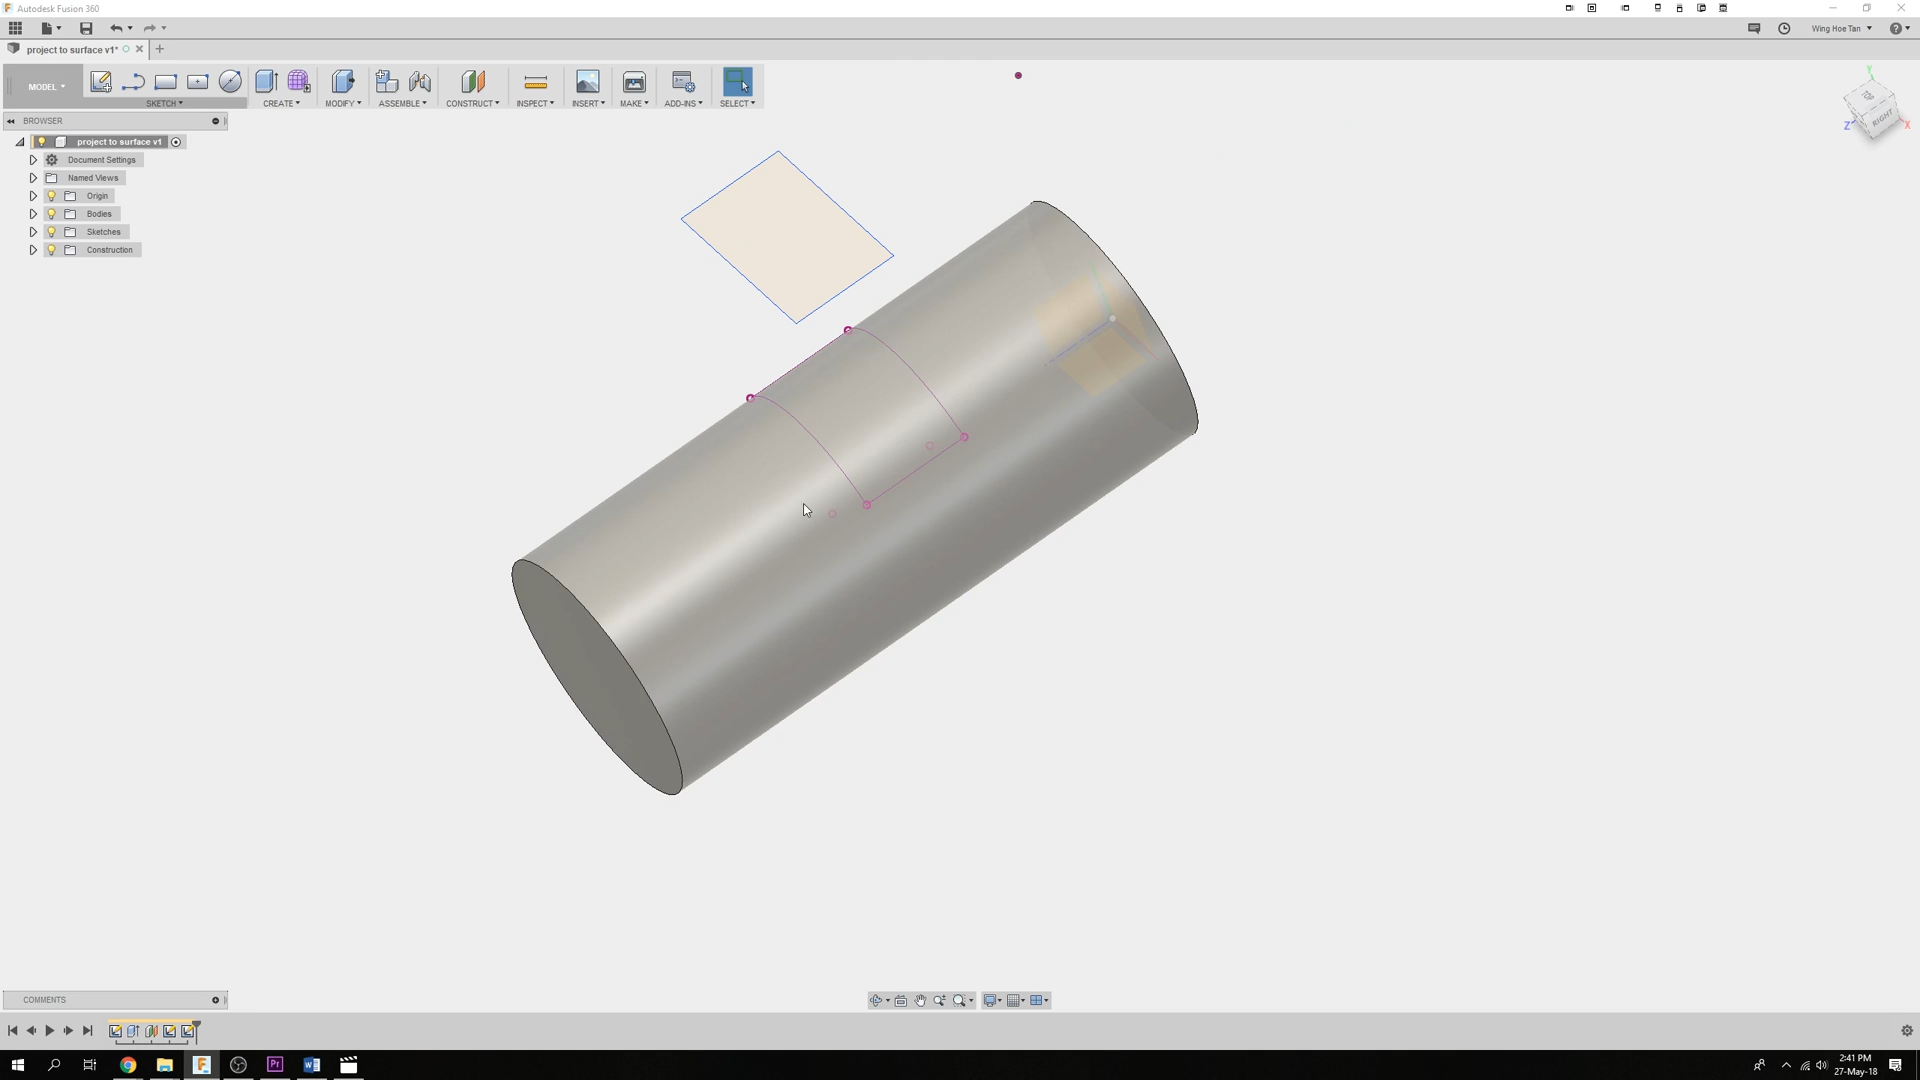 Autodesk Fusion 360
Wing Hoe Tan
project to surface v1*
MODEL
SKETCH
CREATE
MODIFY
ASSEMBLE
CONSTRUCT
INSPECT
INSERT
MAKE
ADD-INS
SELECT
BROWSER
project to surface v1
Document Settings
Named Views
Origin
Bodies
Sketches
Construction
Y
TOP
RIGHT
Z
X
COMMENTS
Pr
2:41 PM
27-May-18